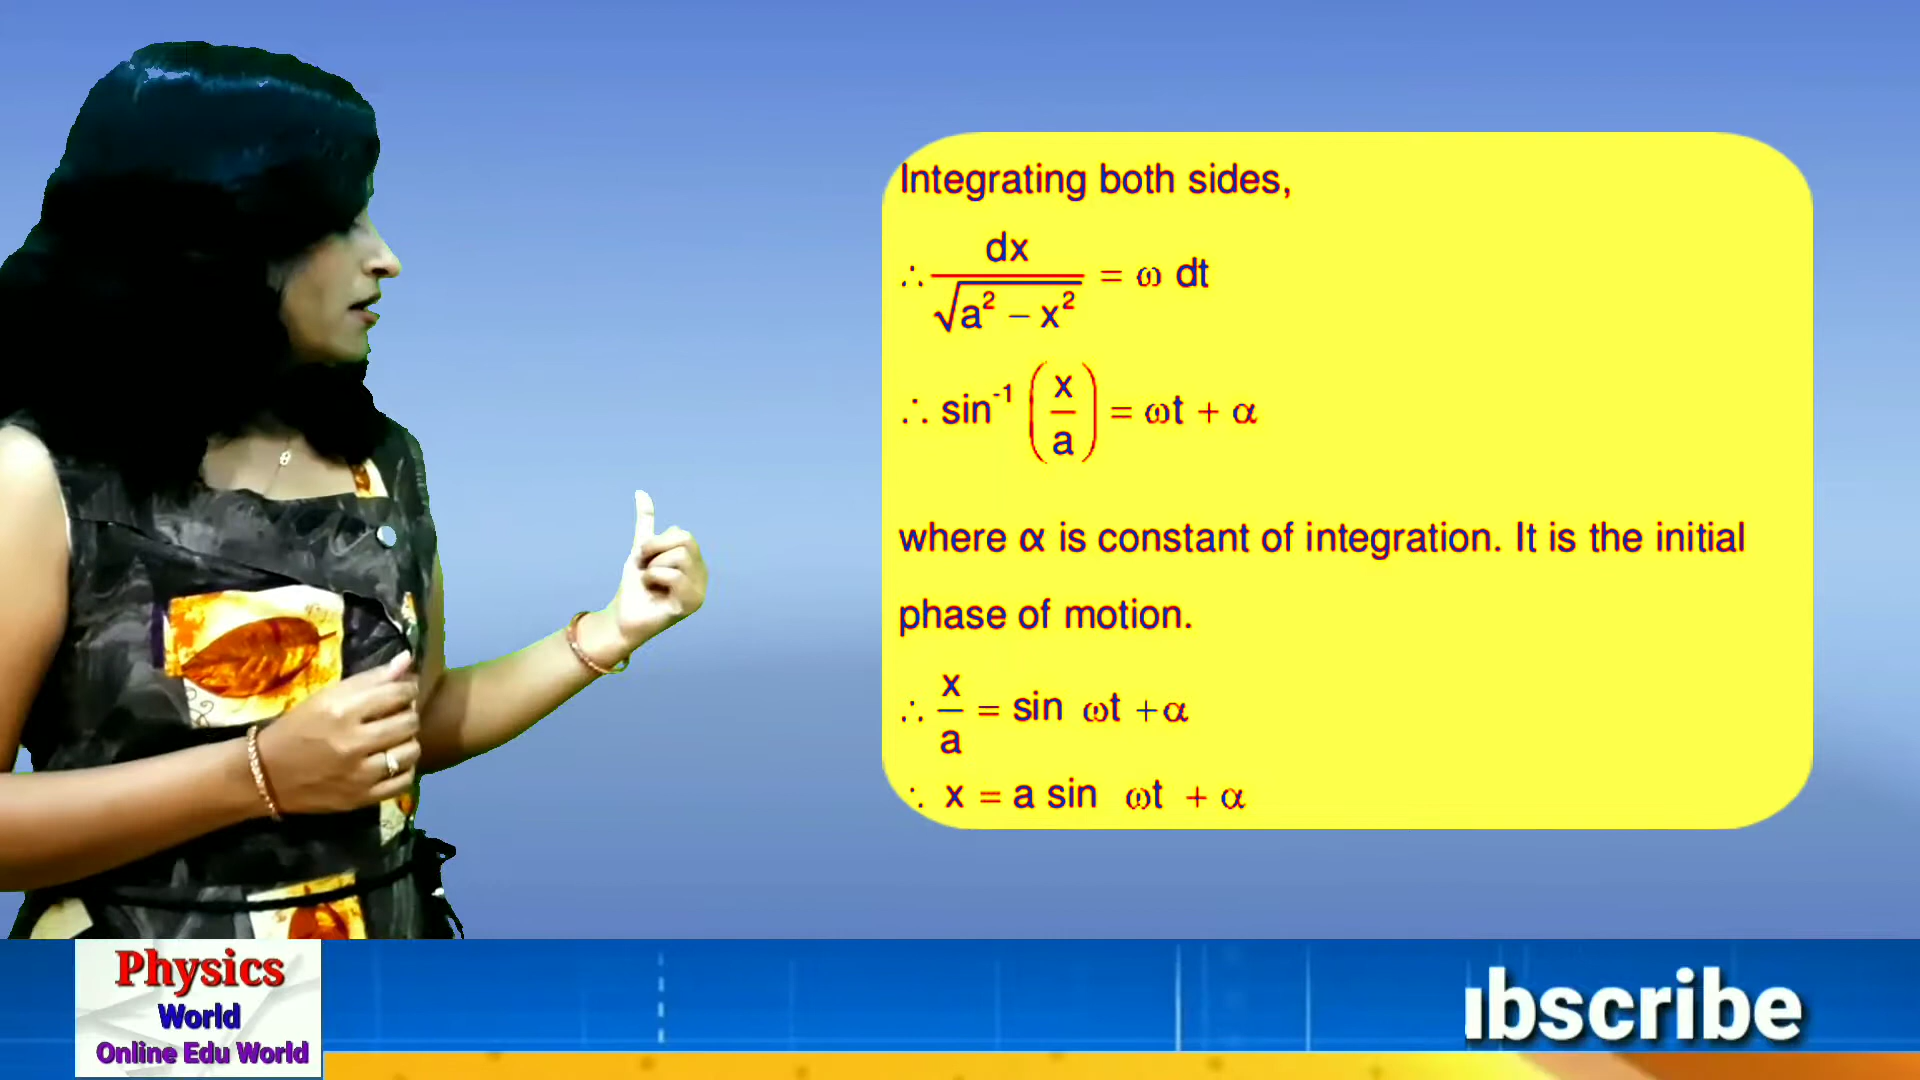 Integrating both sides,
∴ dx / √(a² − x²) = ω dt
∴ sin⁻¹ (x/a) = ωt + α
where α is constant of integration. It is the initial
phase of motion.
∴ x/a = sin ωt + α
∴ x = a sin ωt + α
Physics
World
Online Edu World
ıbscribe